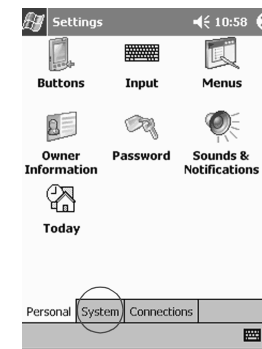 Settings 10:58
Buttons Input Menus
Owner Information Password Sounds & Notifications
Today
Personal System Connections